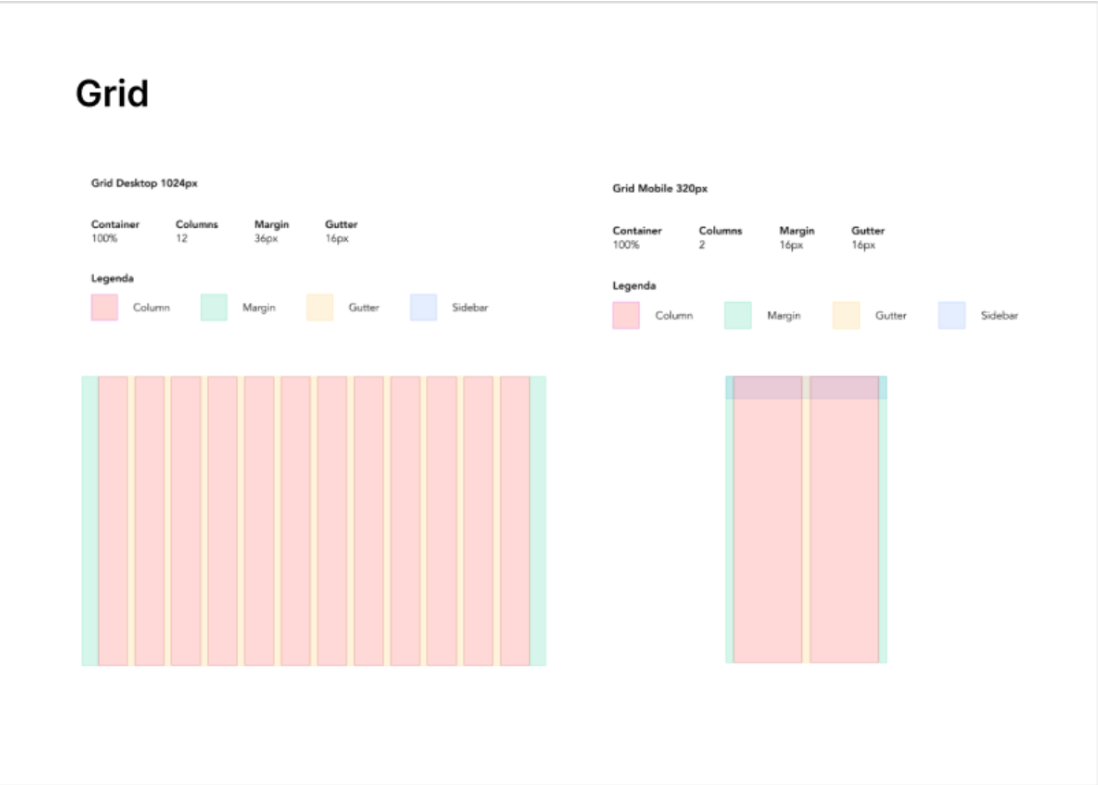 Grid
Grid Desktop 1024px
Container Columns Margin Gutter
100% 12 36px 16px
Legenda
Column Margin Gutter Sidebar
Grid Mobile 320px
Container Columns Margin Gutter
100% 2 16px 16px
Legenda
Column Margin Gutter Sidebar